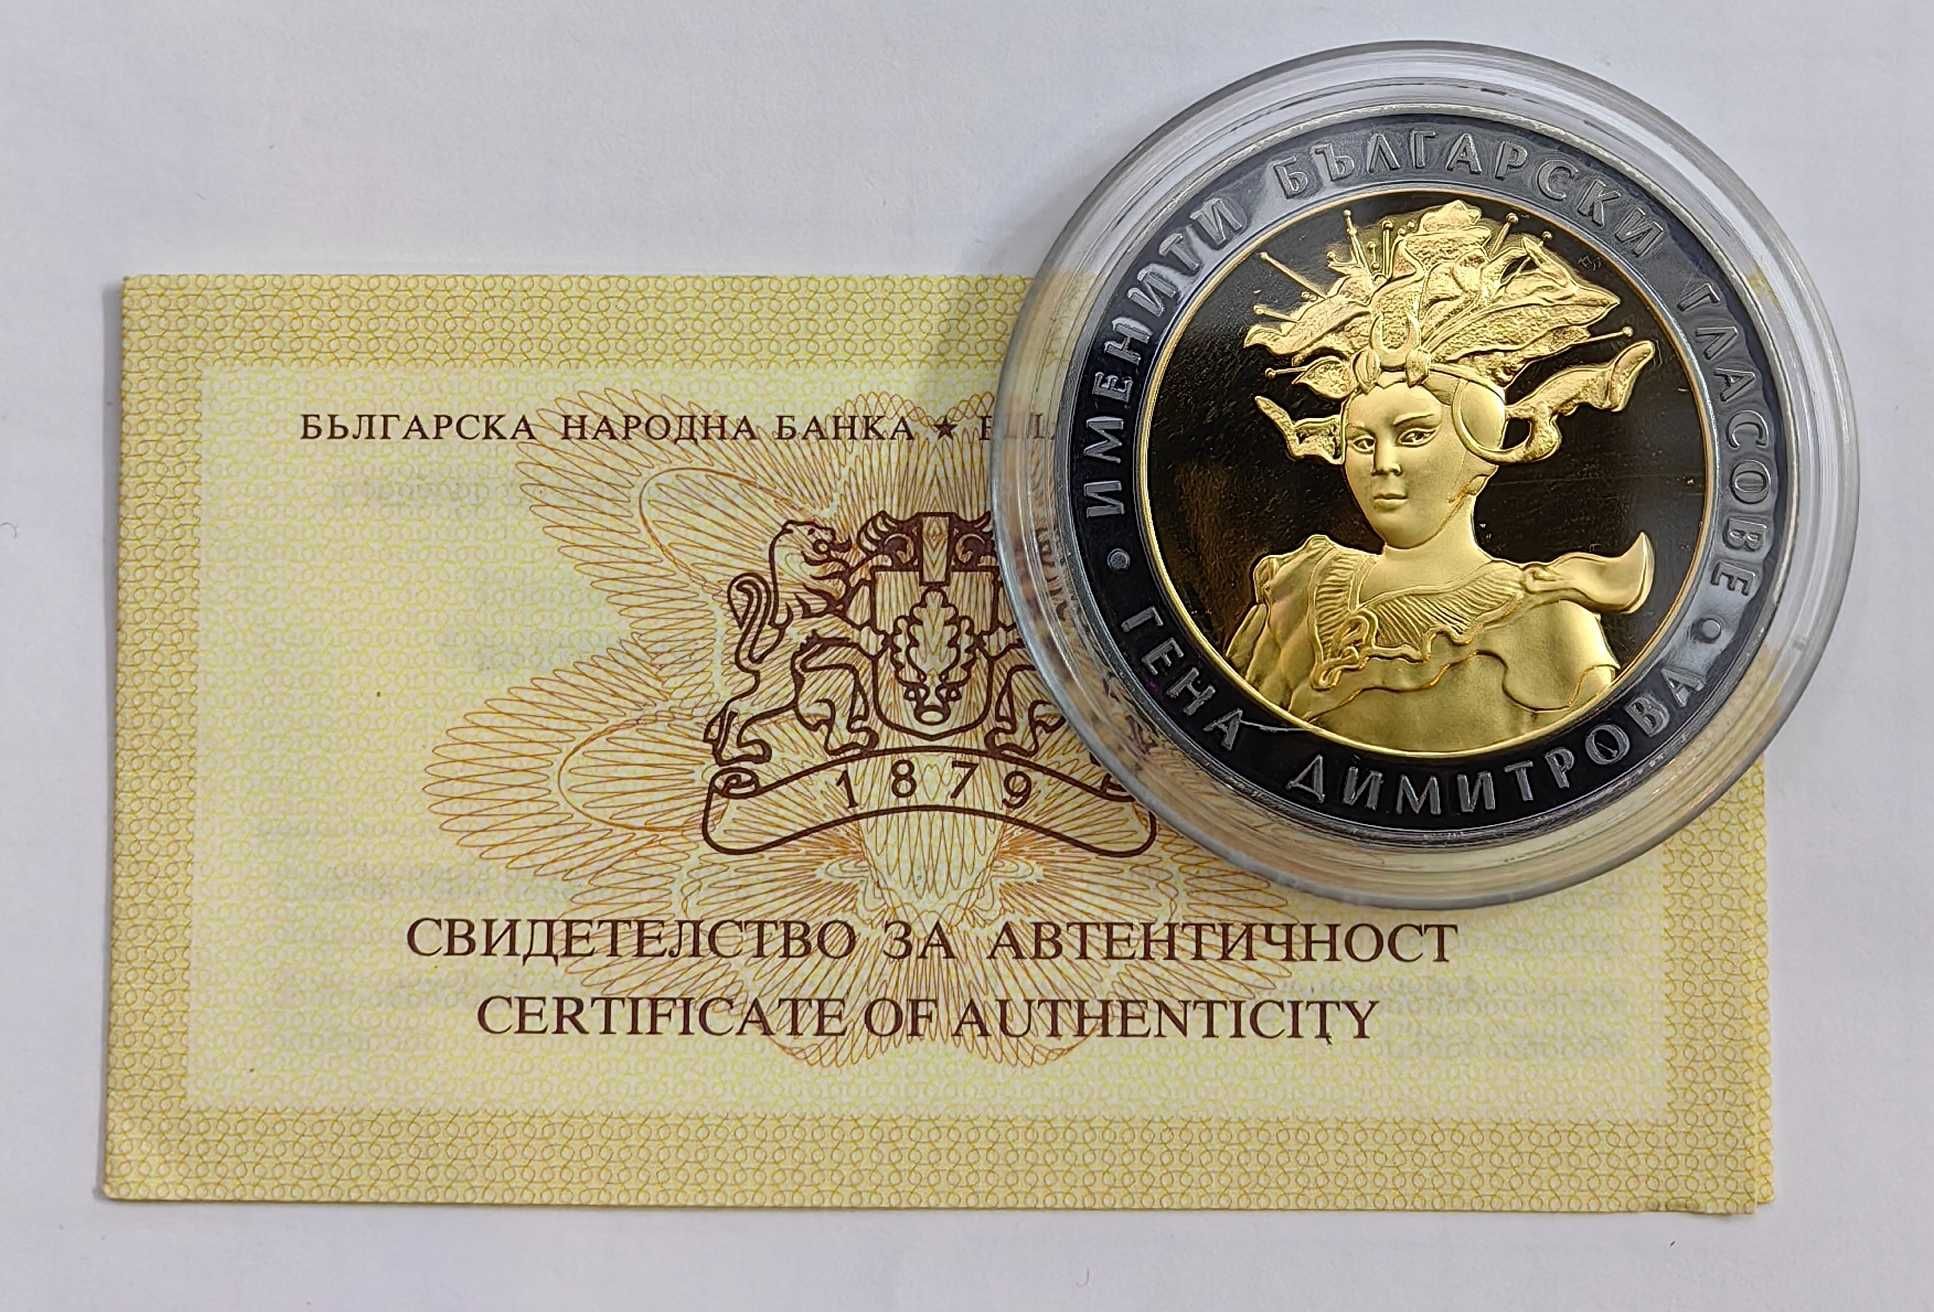 БЪЛГАРСКА НАРОДНА БАНКА ★
1879
СВИДЕТЕЛСТВО ЗА АВТЕНТИЧНОСТ
CERTIFICATE OF AUTHENTICITY
• ИМЕНИТИ БЪЛГАРСКИ ГЛАСОВЕ •
ГЕНА ДИМИТРОВА